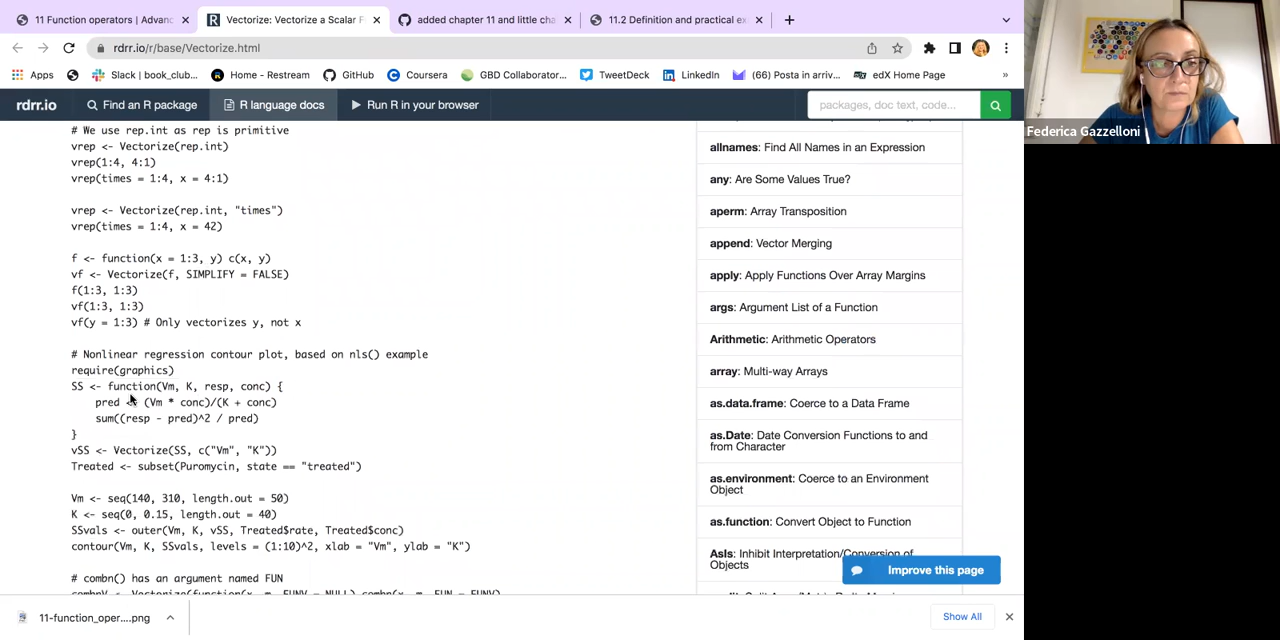 11 Function operators | Advanc
Vectorize: Vectorize a Scalar F
added chapter 11 and little cha
11.2 Definition and practical ex
rdrr.io/r/base/Vectorize.html
Apps
Slack | book_club...
Home - Restream
GitHub
Coursera
GBD Collaborator...
TweetDeck
LinkedIn
(66) Posta in arriv...
edX Home Page
»
rdrr.io
Find an R package
R language docs
Run R in your browser
packages, doc text, code...
# We use rep.int as rep is primitive
vrep <- Vectorize(rep.int)
vrep(1:4, 4:1)
vrep(times = 1:4, x = 4:1)
vrep <- Vectorize(rep.int, "times")
vrep(times = 1:4, x = 42)
f <- function(x = 1:3, y) c(x, y)
vf <- Vectorize(f, SIMPLIFY = FALSE)
f(1:3, 1:3)
vf(1:3, 1:3)
vf(y = 1:3) # Only vectorizes y, not x
# Nonlinear regression contour plot, based on nls() example
require(graphics)
SS <- function(Vm, K, resp, conc) {
pred <- (Vm * conc)/(K + conc)
sum((resp - pred)^2 / pred)
}
vSS <- Vectorize(SS, c("Vm", "K"))
Treated <- subset(Puromycin, state == "treated")
Vm <- seq(140, 310, length.out = 50)
K <- seq(0, 0.15, length.out = 40)
SSvals <- outer(Vm, K, vSS, Treated$rate, Treated$conc)
contour(Vm, K, SSvals, levels = (1:10)^2, xlab = "Vm", ylab = "K")
# combn() has an argument named FUN
combnV <- Vectorize(function(x, m, FUNV = NULL) combn(x, m, FUN = FUNV),
allnames: Find All Names in an Expression
any: Are Some Values True?
aperm: Array Transposition
append: Vector Merging
apply: Apply Functions Over Array Margins
args: Argument List of a Function
Arithmetic: Arithmetic Operators
array: Multi-way Arrays
as.data.frame: Coerce to a Data Frame
as.Date: Date Conversion Functions to and
from Character
as.environment: Coerce to an Environment
Object
as.function: Convert Object to Function
AsIs: Inhibit Interpretation/Conversion of
Objects
Improve this page
11-function_oper....png
Show All
Federica Gazzelloni